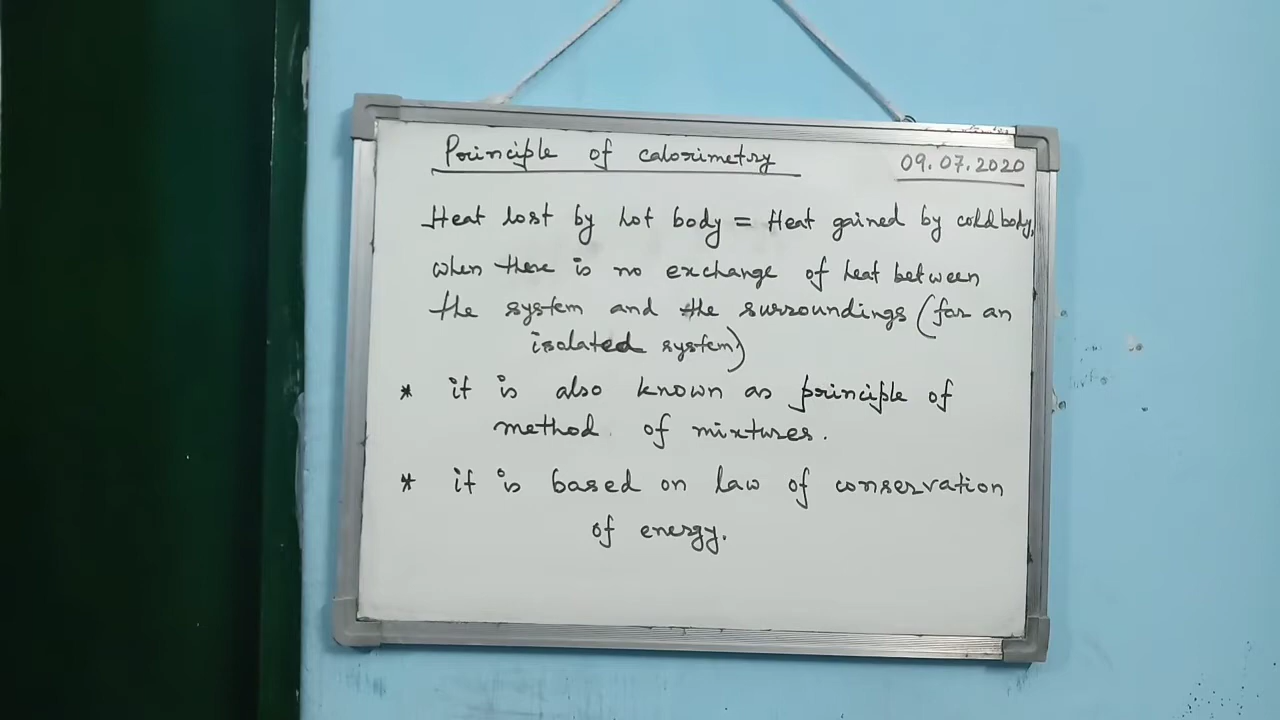 Principle of calorimetry
09.07.2020
Heat lost by hot body = Heat gained by cold body,
when there is no exchange of heat between
the system and the surroundings (for an
isolated system)
* it is also known as principle of
method of mixtures.
* it is based on law of conservation
of energy.